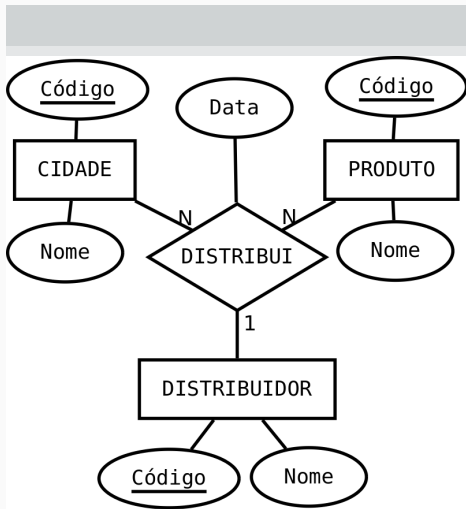 Código
Código
Data
CIDADE
PRODUTO
N
N
Nome
Nome
DISTRIBUI
1
DISTRIBUIDOR
Código
Nome